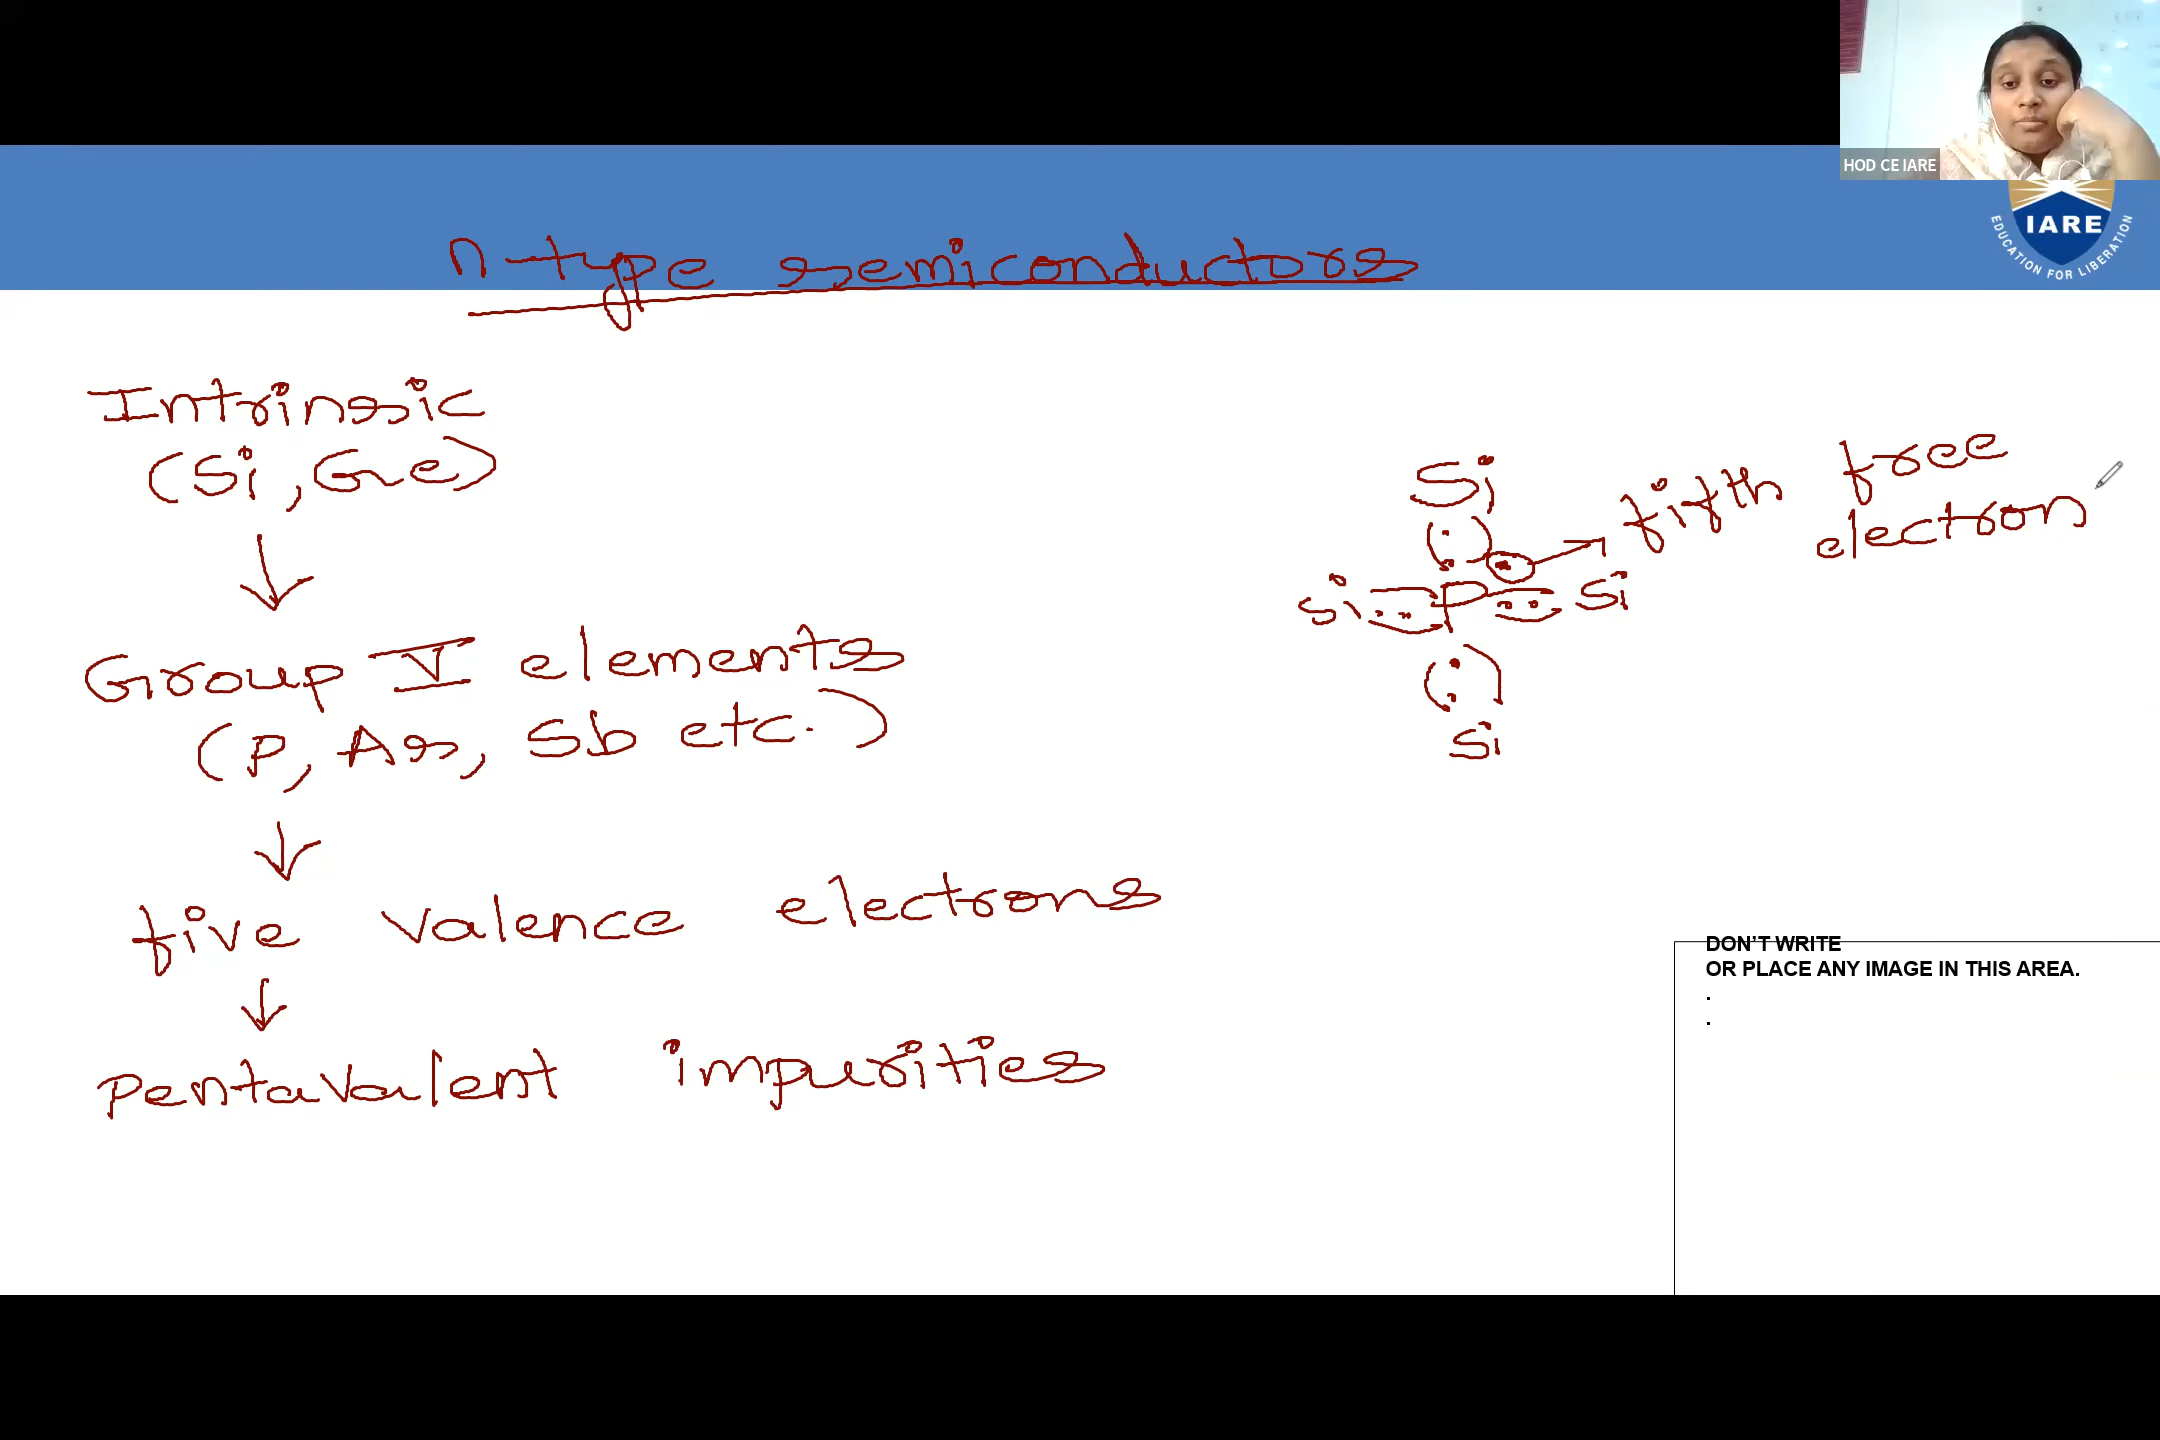 HOD CE IARE
IARE
EDUCATION FOR LIBERATION
n-type semiconductors
Intrinsic
(Si, Ge)
Group V elements
(P, As, Sb etc.)
five valence electrons
pentavalent impurities
Si
fifth free
electron
Si P Si
Si
DON'T WRITE
OR PLACE ANY IMAGE IN THIS AREA.
.
.